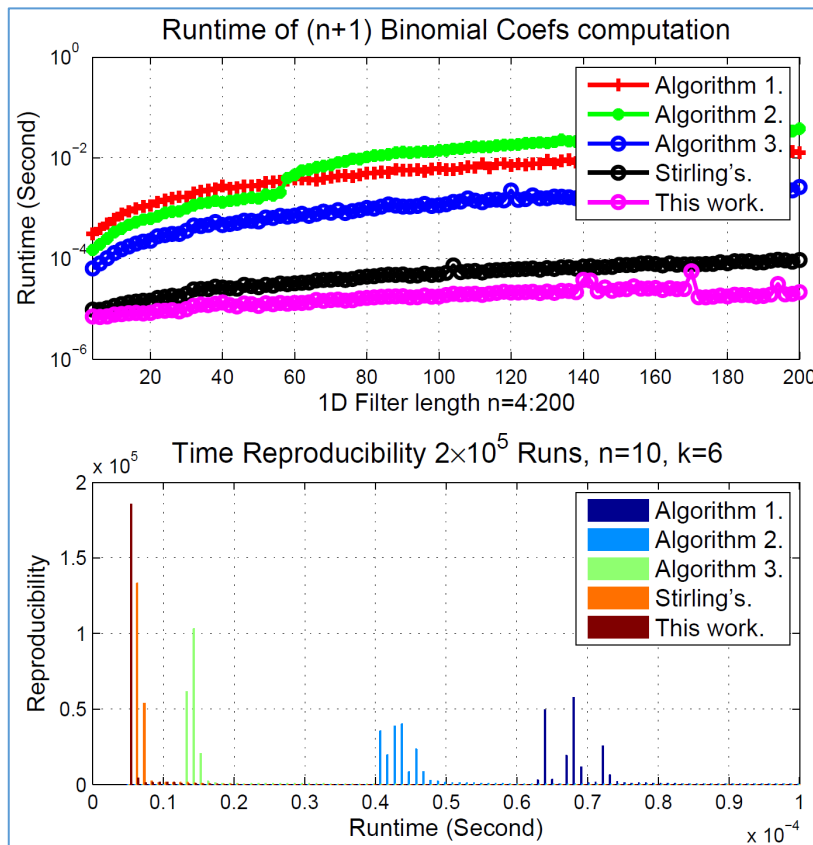 Runtime of (n+1) Binomial Coefs computation
10^0
10^-2
10^-4
10^-6
Runtime (Second)
Algorithm 1.
Algorithm 2.
Algorithm 3.
Stirling's.
This work.
20 40 60 80 100 120 140 160 180 200
1D Filter length n=4:200
Time Reproducibility 2×10^5 Runs, n=10, k=6
x 10^5
2
1.5
1
0.5
0
Reproducibility
Algorithm 1.
Algorithm 2.
Algorithm 3.
Stirling's.
This work.
0 0.1 0.2 0.3 0.4 0.5 0.6 0.7 0.8 0.9 1
Runtime (Second)
x 10^-4